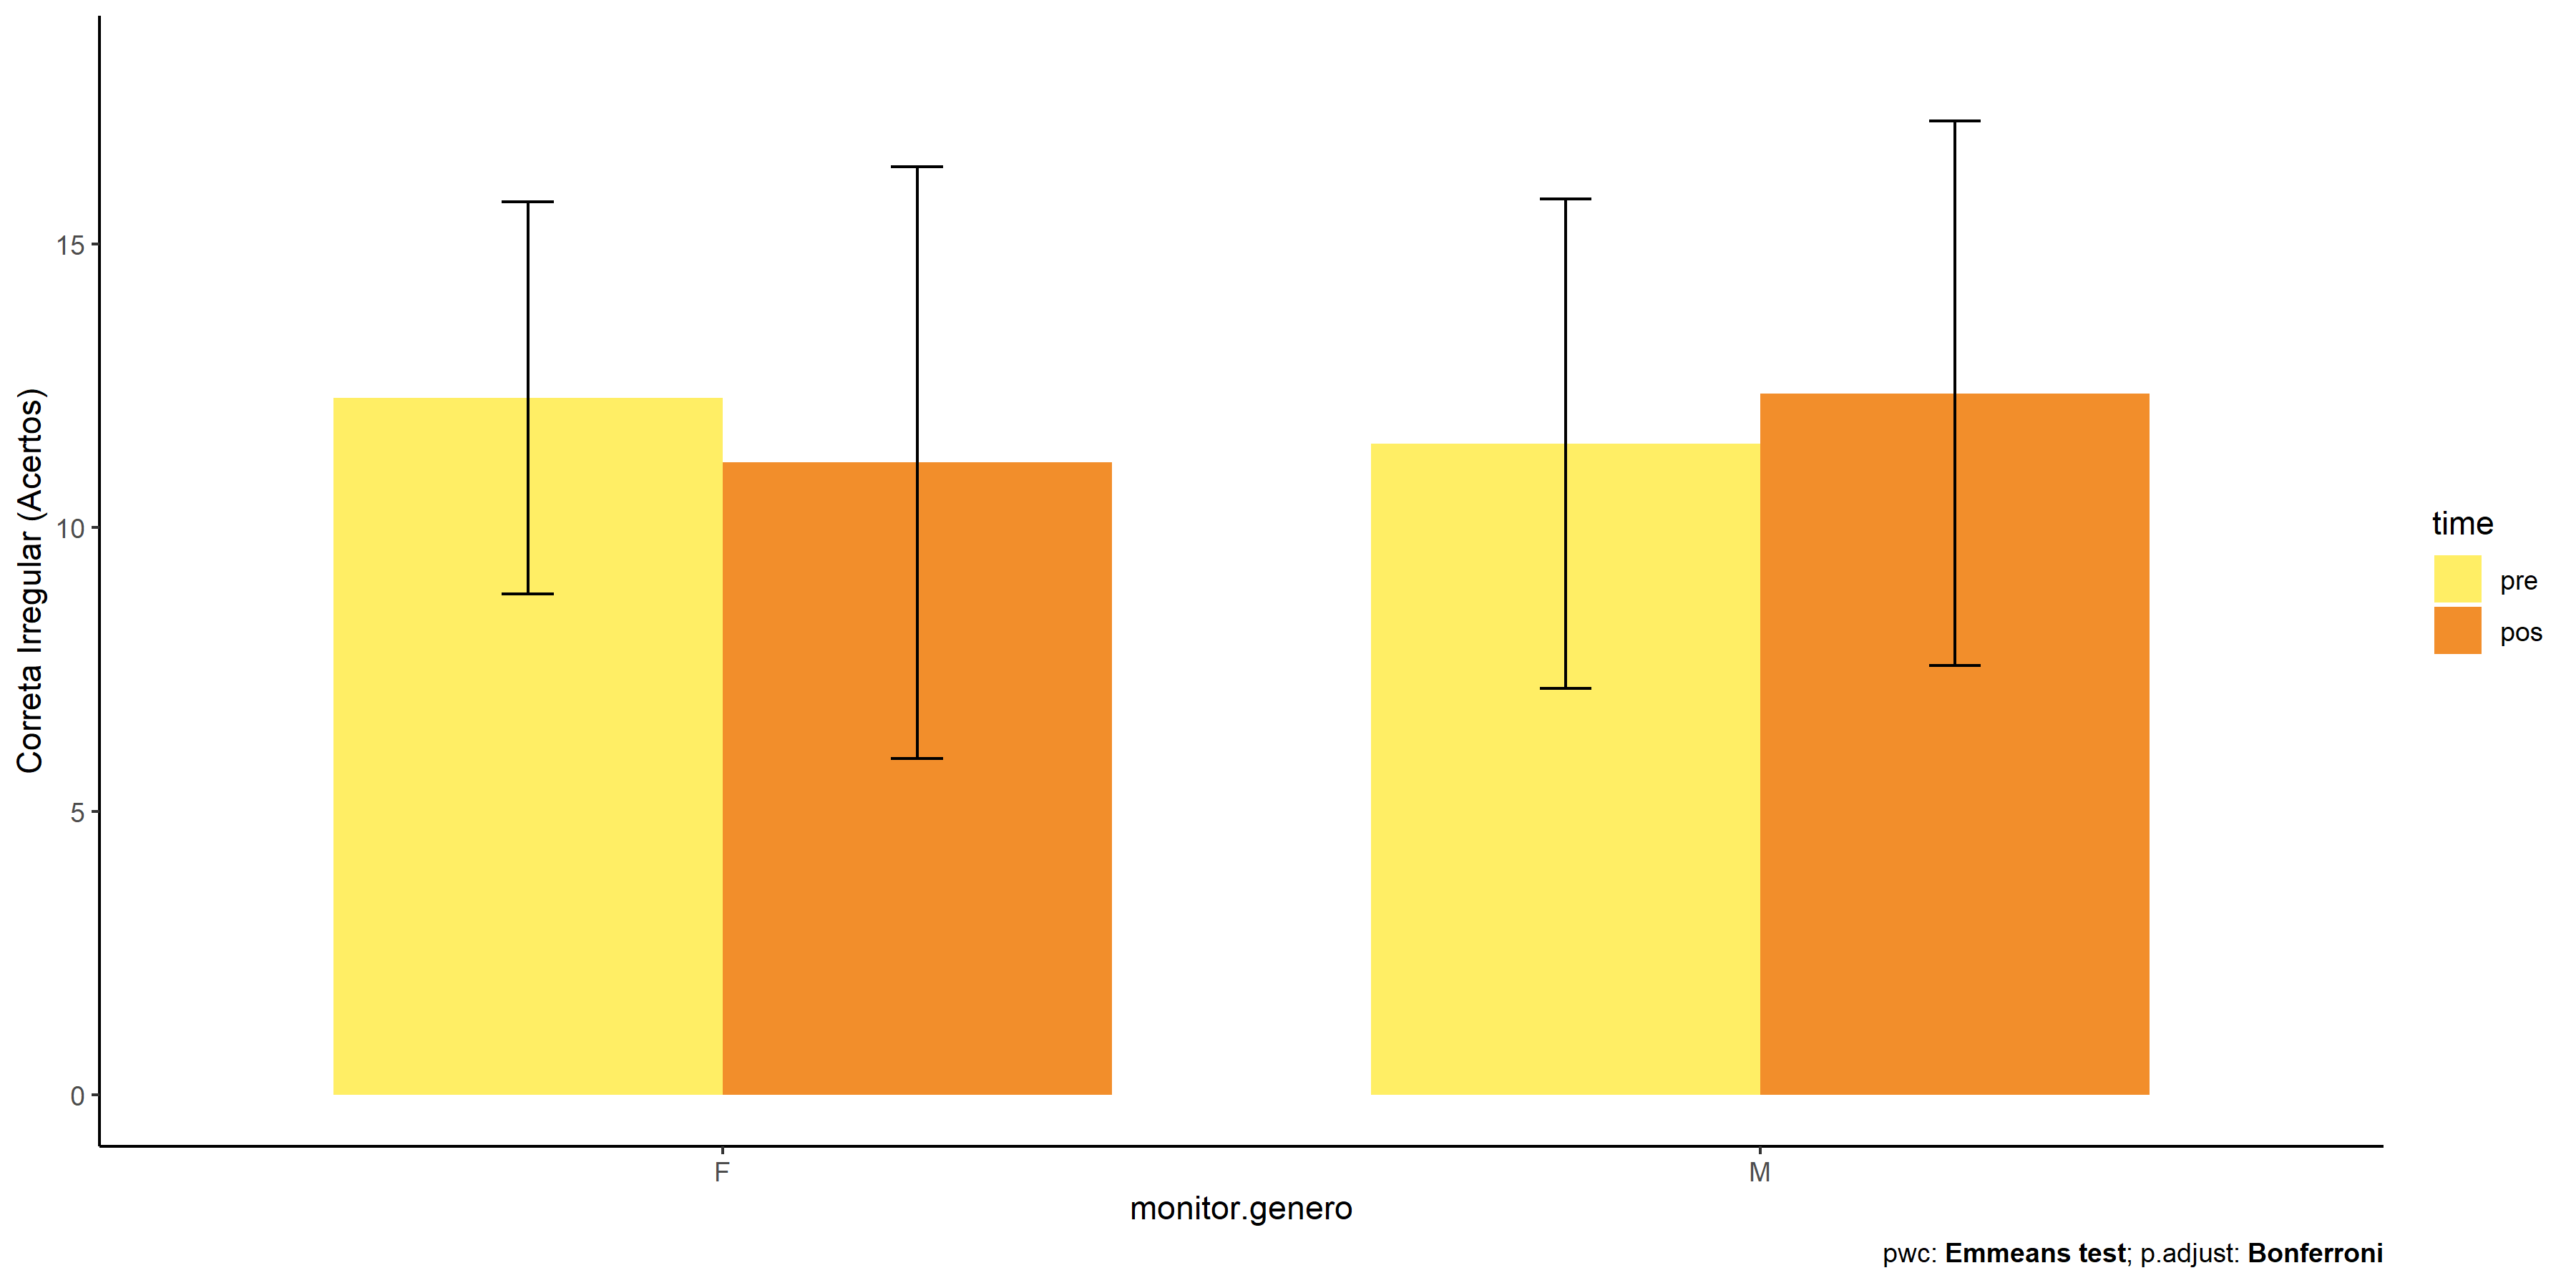 Correta Irregular (Acertos)
15
10
5
0
F
M
monitor.genero
time
pre
pos
pwc: Emmeans test; p.adjust: Bonferroni